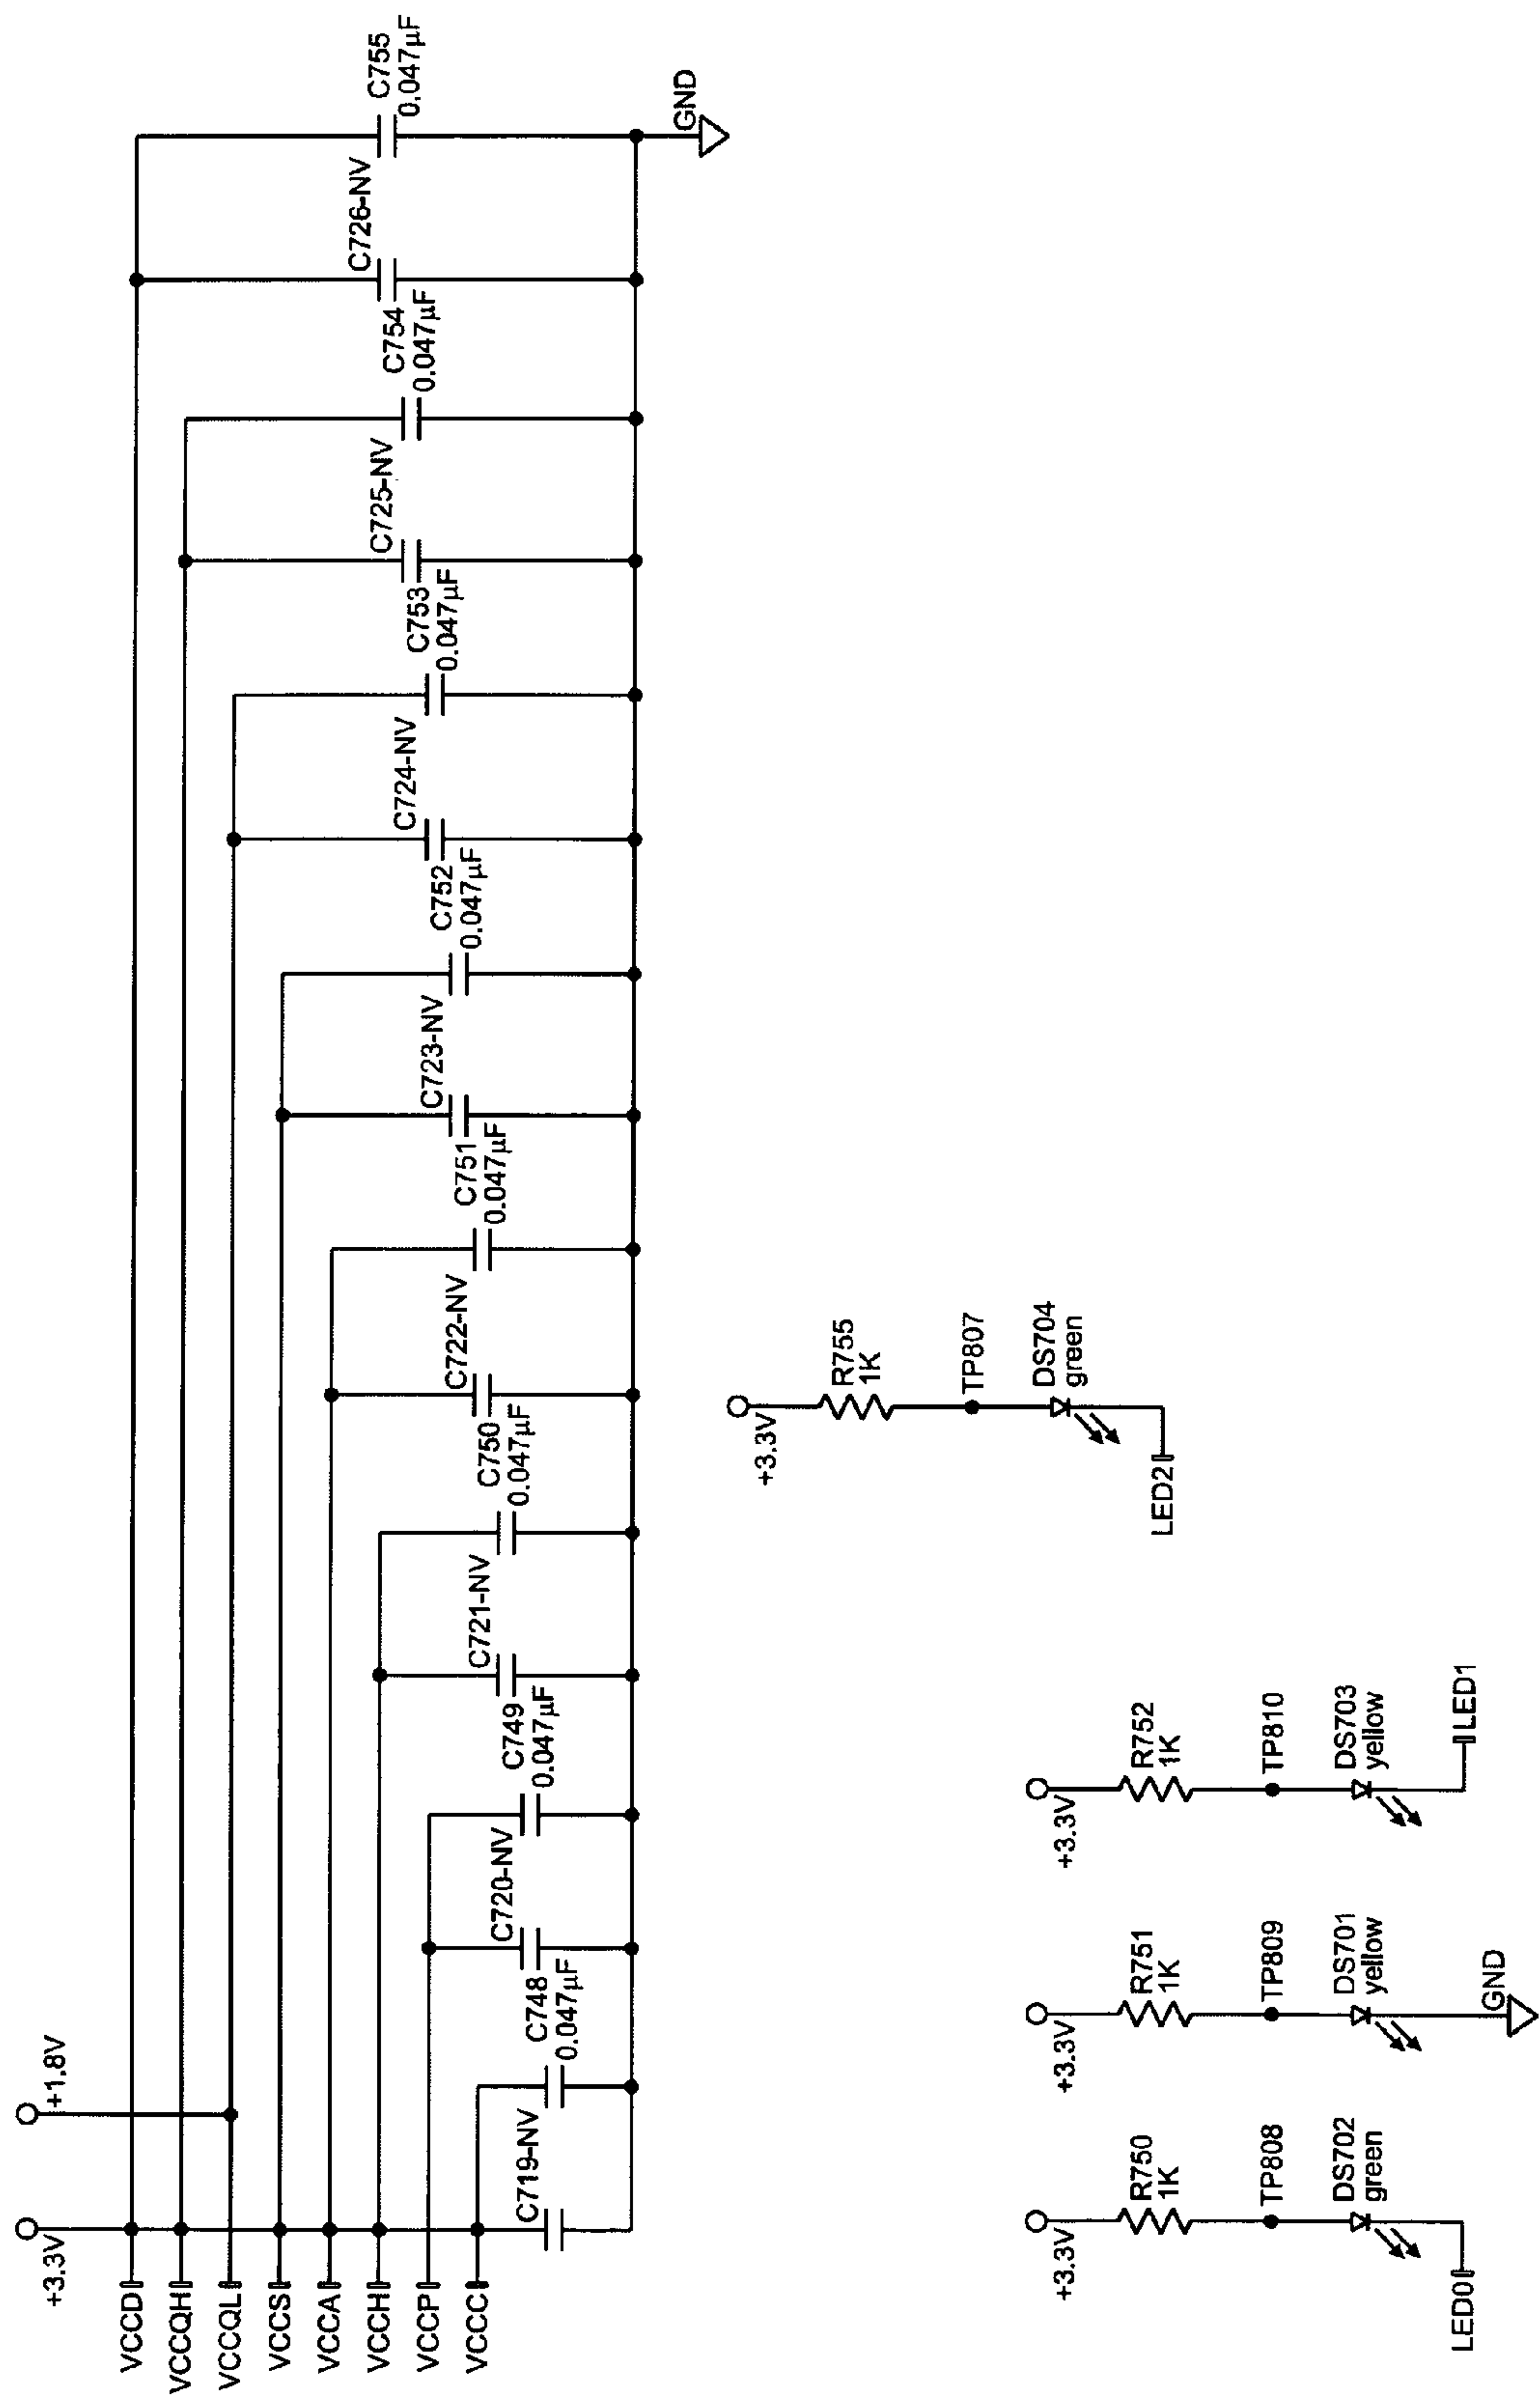 +3.3V
+1.8V
VCCD
VCCQH
VCCQL
VCCS
VCCA
VCCH
VCCP
VCCC
C719-NV
C748
0.047µF
C720-NV
C749
0.047µF
C721-NV
C750
0.047µF
C722-NV
C751
0.047µF
C723-NV
C752
0.047µF
C724-NV
C753
0.047µF
C725-NV
C754
0.047µF
C726-NV
C755
0.047µF
GND
+3.3V
R750
1K
TP808
DS702
green
LED0
+3.3V
R751
1K
TP809
DS701
yellow
GND
+3.3V
R752
1K
TP810
DS703
yellow
LED1
+3.3V
R755
1K
TP807
DS704
green
LED2